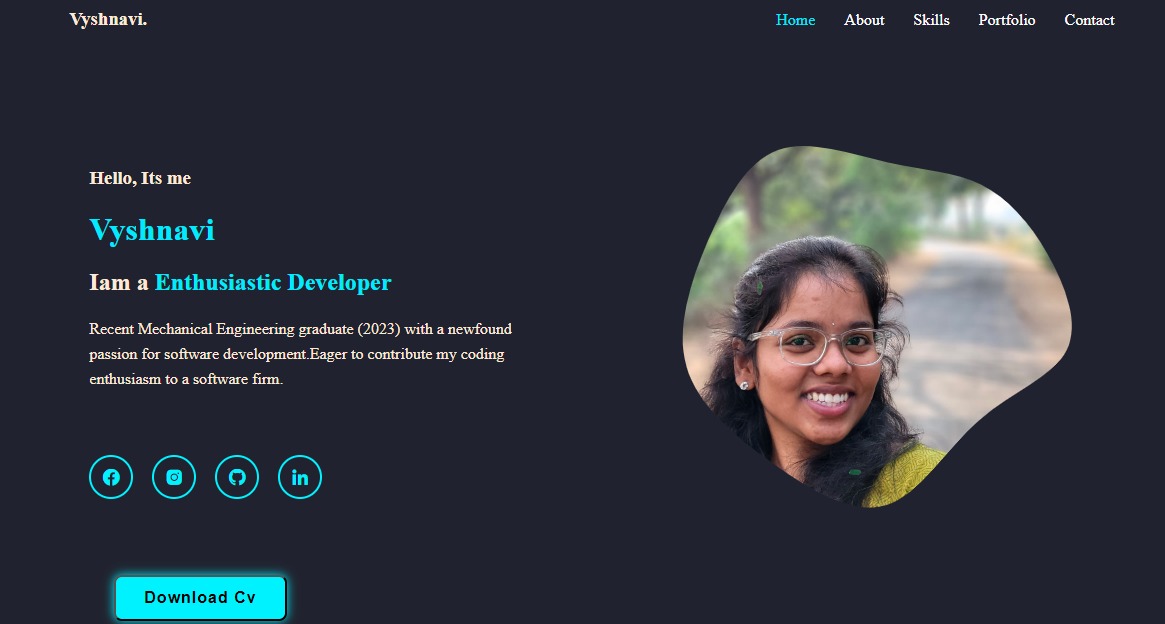 Vyshnavi.
Home About Skills Portfolio Contact
Hello, Its me
Vyshnavi
Iam a Enthusiastic Developer
Recent Mechanical Engineering graduate (2023) with a newfound
passion for software development.Eager to contribute my coding
enthusiasm to a software firm.
Download Cv